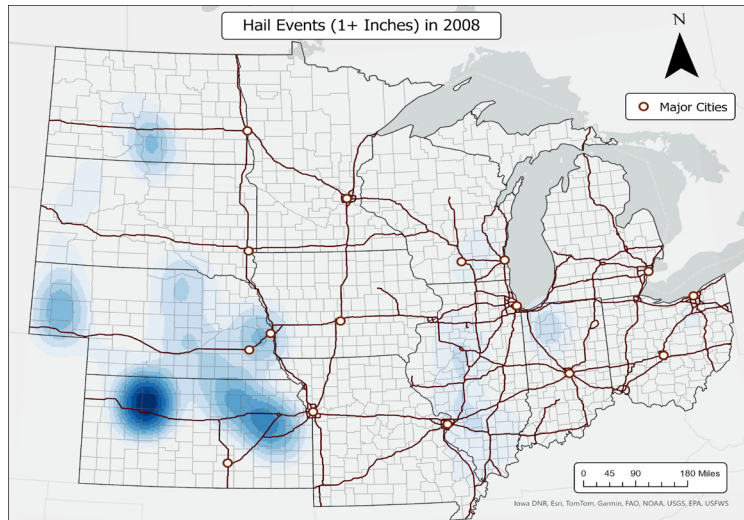 Hail Events (1+ Inches) in 2008
N
Major Cities
0 45 90 180 Miles
Iowa DNR, Esri, TomTom, Garmin, FAO, NOAA, USGS, EPA, USFWS